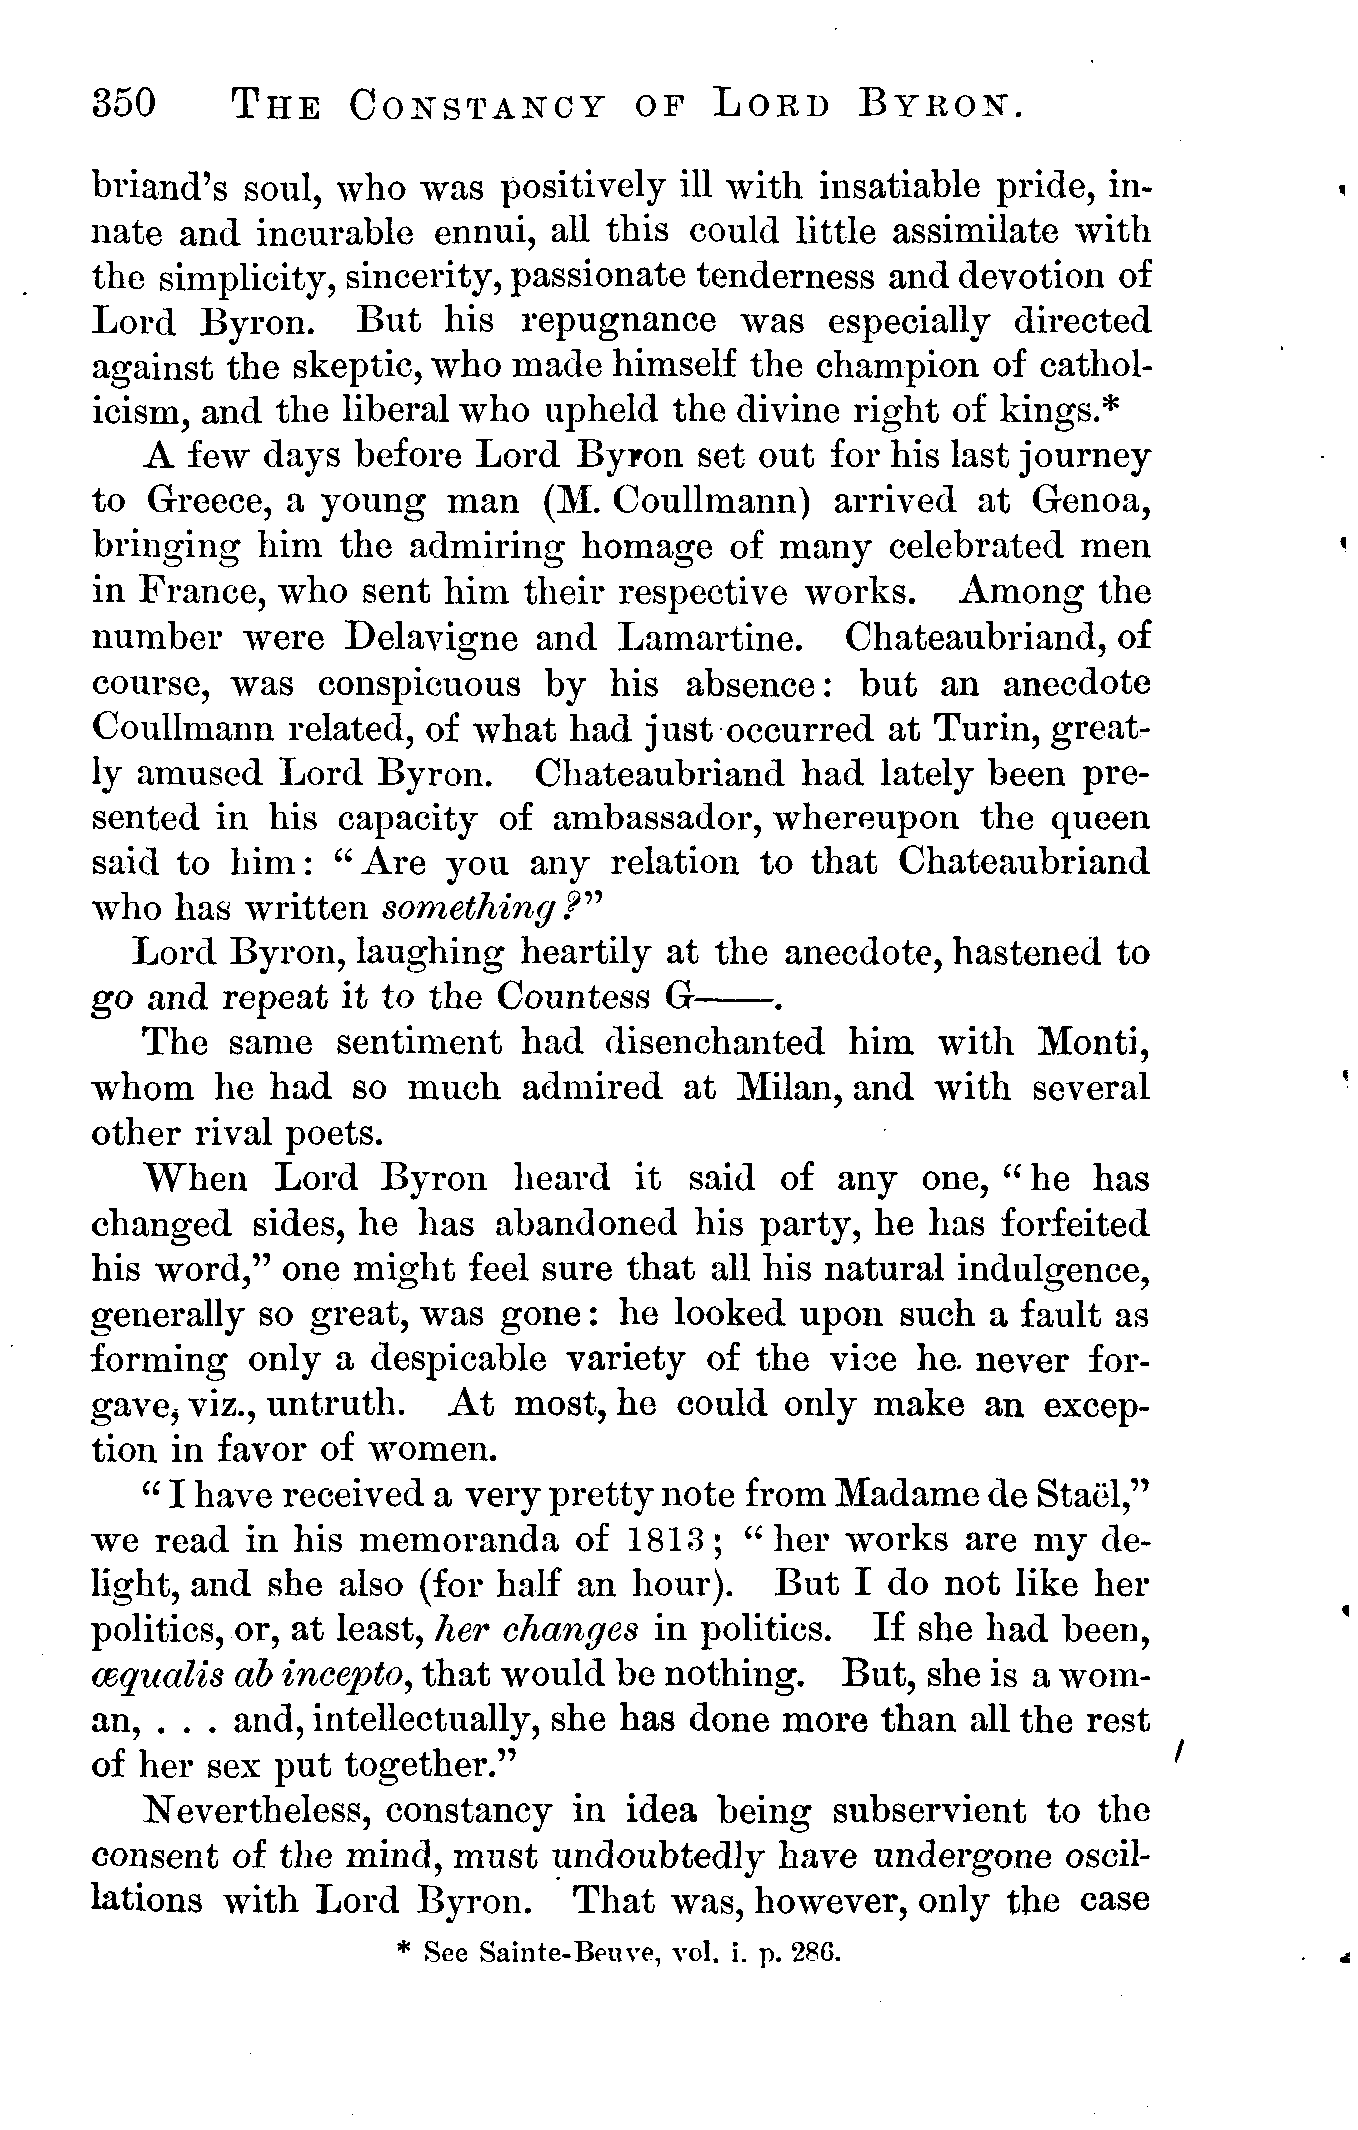 350 THE CONSTANCY OF LORD BYRON.
briand's soul, who was positively ill with insatiable pride, in-
nate and incurable ennui, all this could little assimilate with
the simplicity, sincerity, passionate tenderness and devotion of
Lord Byron. But his repugnance was especially directed
against the skeptic, who made himself the champion of cathol-
icism, and the liberal who upheld the divine right of kings.*
A few days before Lord Byron set out for his last journey
to Greece, a young man (M. Coullmann) arrived at Genoa,
bringing him the admiring homage of many celebrated men
in France, who sent him their respective works. Among the
number were Delavigne and Lamartine. Chateaubriand, of
course, was conspicuous by his absence: but an anecdote
Coullmann related, of what had just occurred at Turin, great-
ly amused Lord Byron. Chateaubriand had lately been pre-
sented in his capacity of ambassador, whereupon the queen
said to him: "Are you any relation to that Chateaubriand
who has written something?"
Lord Byron, laughing heartily at the anecdote, hastened to
go and repeat it to the Countess G——.
The same sentiment had disenchanted him with Monti,
whom he had so much admired at Milan, and with several
other rival poets.
When Lord Byron heard it said of any one, "he has
changed sides, he has abandoned his party, he has forfeited
his word," one might feel sure that all his natural indulgence,
generally so great, was gone: he looked upon such a fault as
forming only a despicable variety of the vice he never for-
gave, viz., untruth. At most, he could only make an excep-
tion in favor of women.
"I have received a very pretty note from Madame de Staël,"
we read in his memoranda of 1813; "her works are my de-
light, and she also (for half an hour). But I do not like her
politics, or, at least, her changes in politics. If she had been,
æqualis ab incepto, that would be nothing. But, she is a wom-
an, . . . and, intellectually, she has done more than all the rest
of her sex put together."
Nevertheless, constancy in idea being subservient to the
consent of the mind, must undoubtedly have undergone oscil-
lations with Lord Byron. That was, however, only the case
* See Sainte-Beuve, vol. i. p. 286.